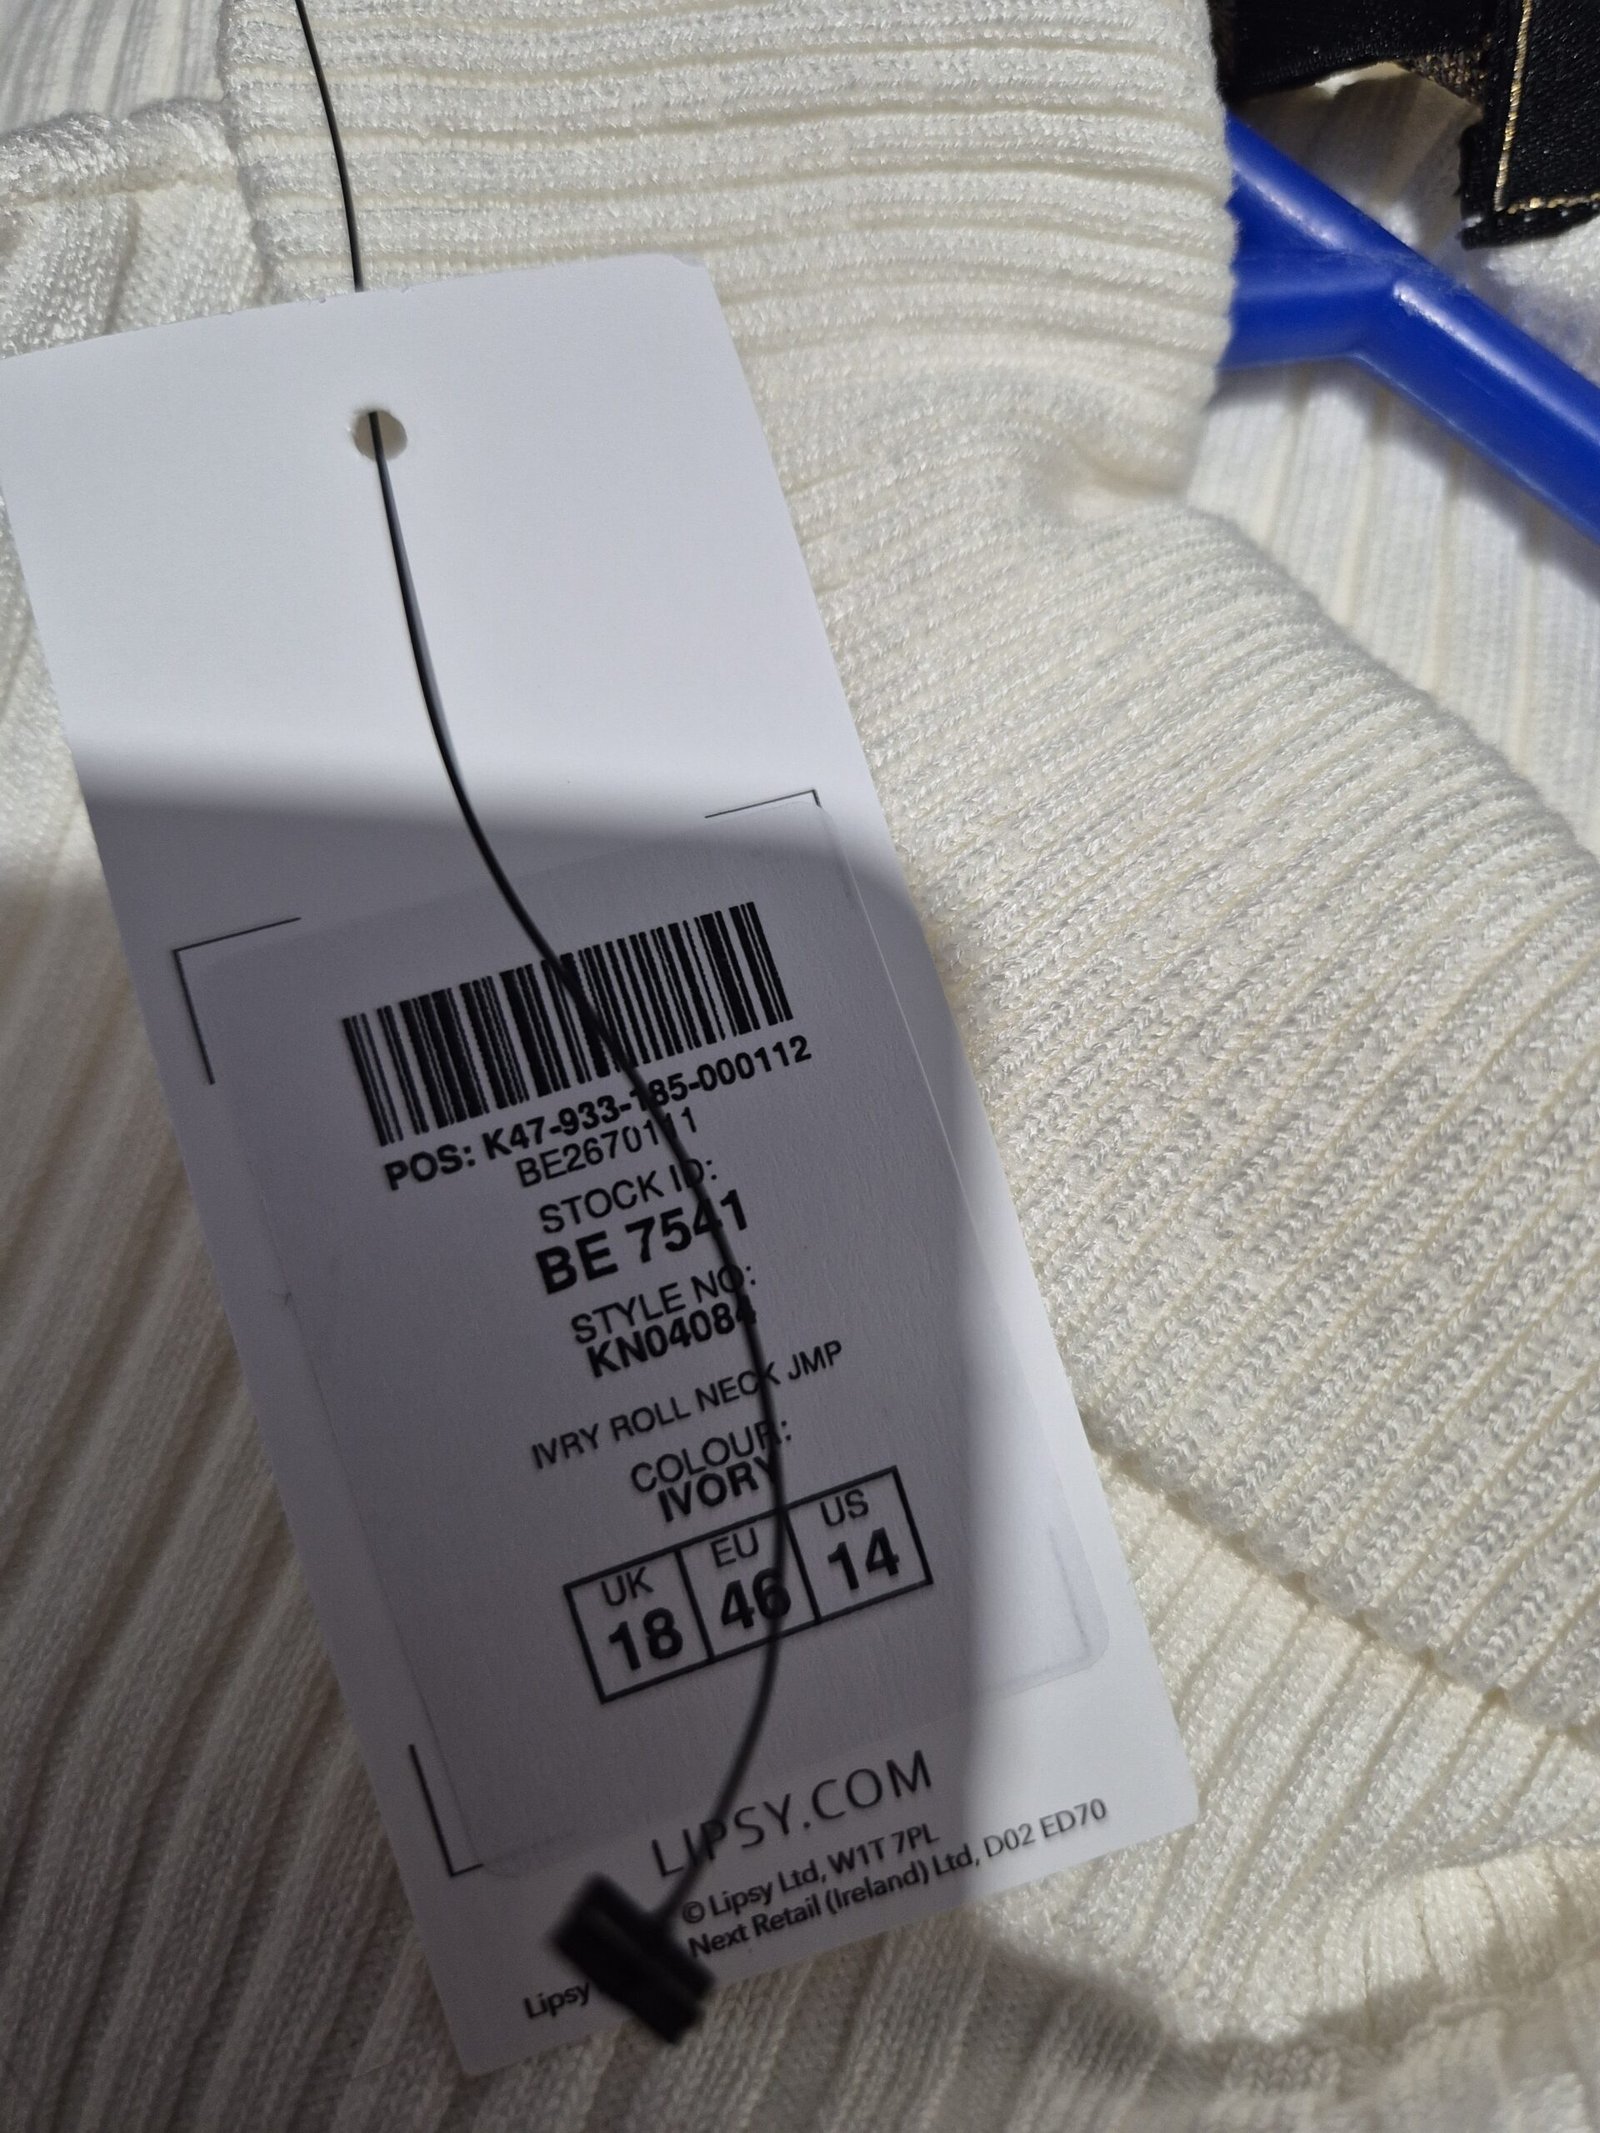 POS: K47-933-185-000112
BE2670111
STOCK ID:
BE 7541
STYLE NO:
KN04084
IVRY ROLL NECK JMP
COLOUR:
IVORY
UK EU US
18 46 14
LIPSY.COM
© Lipsy Ltd, W1T 7PL
Next Retail (Ireland) Ltd, D02 ED70
Lipsy